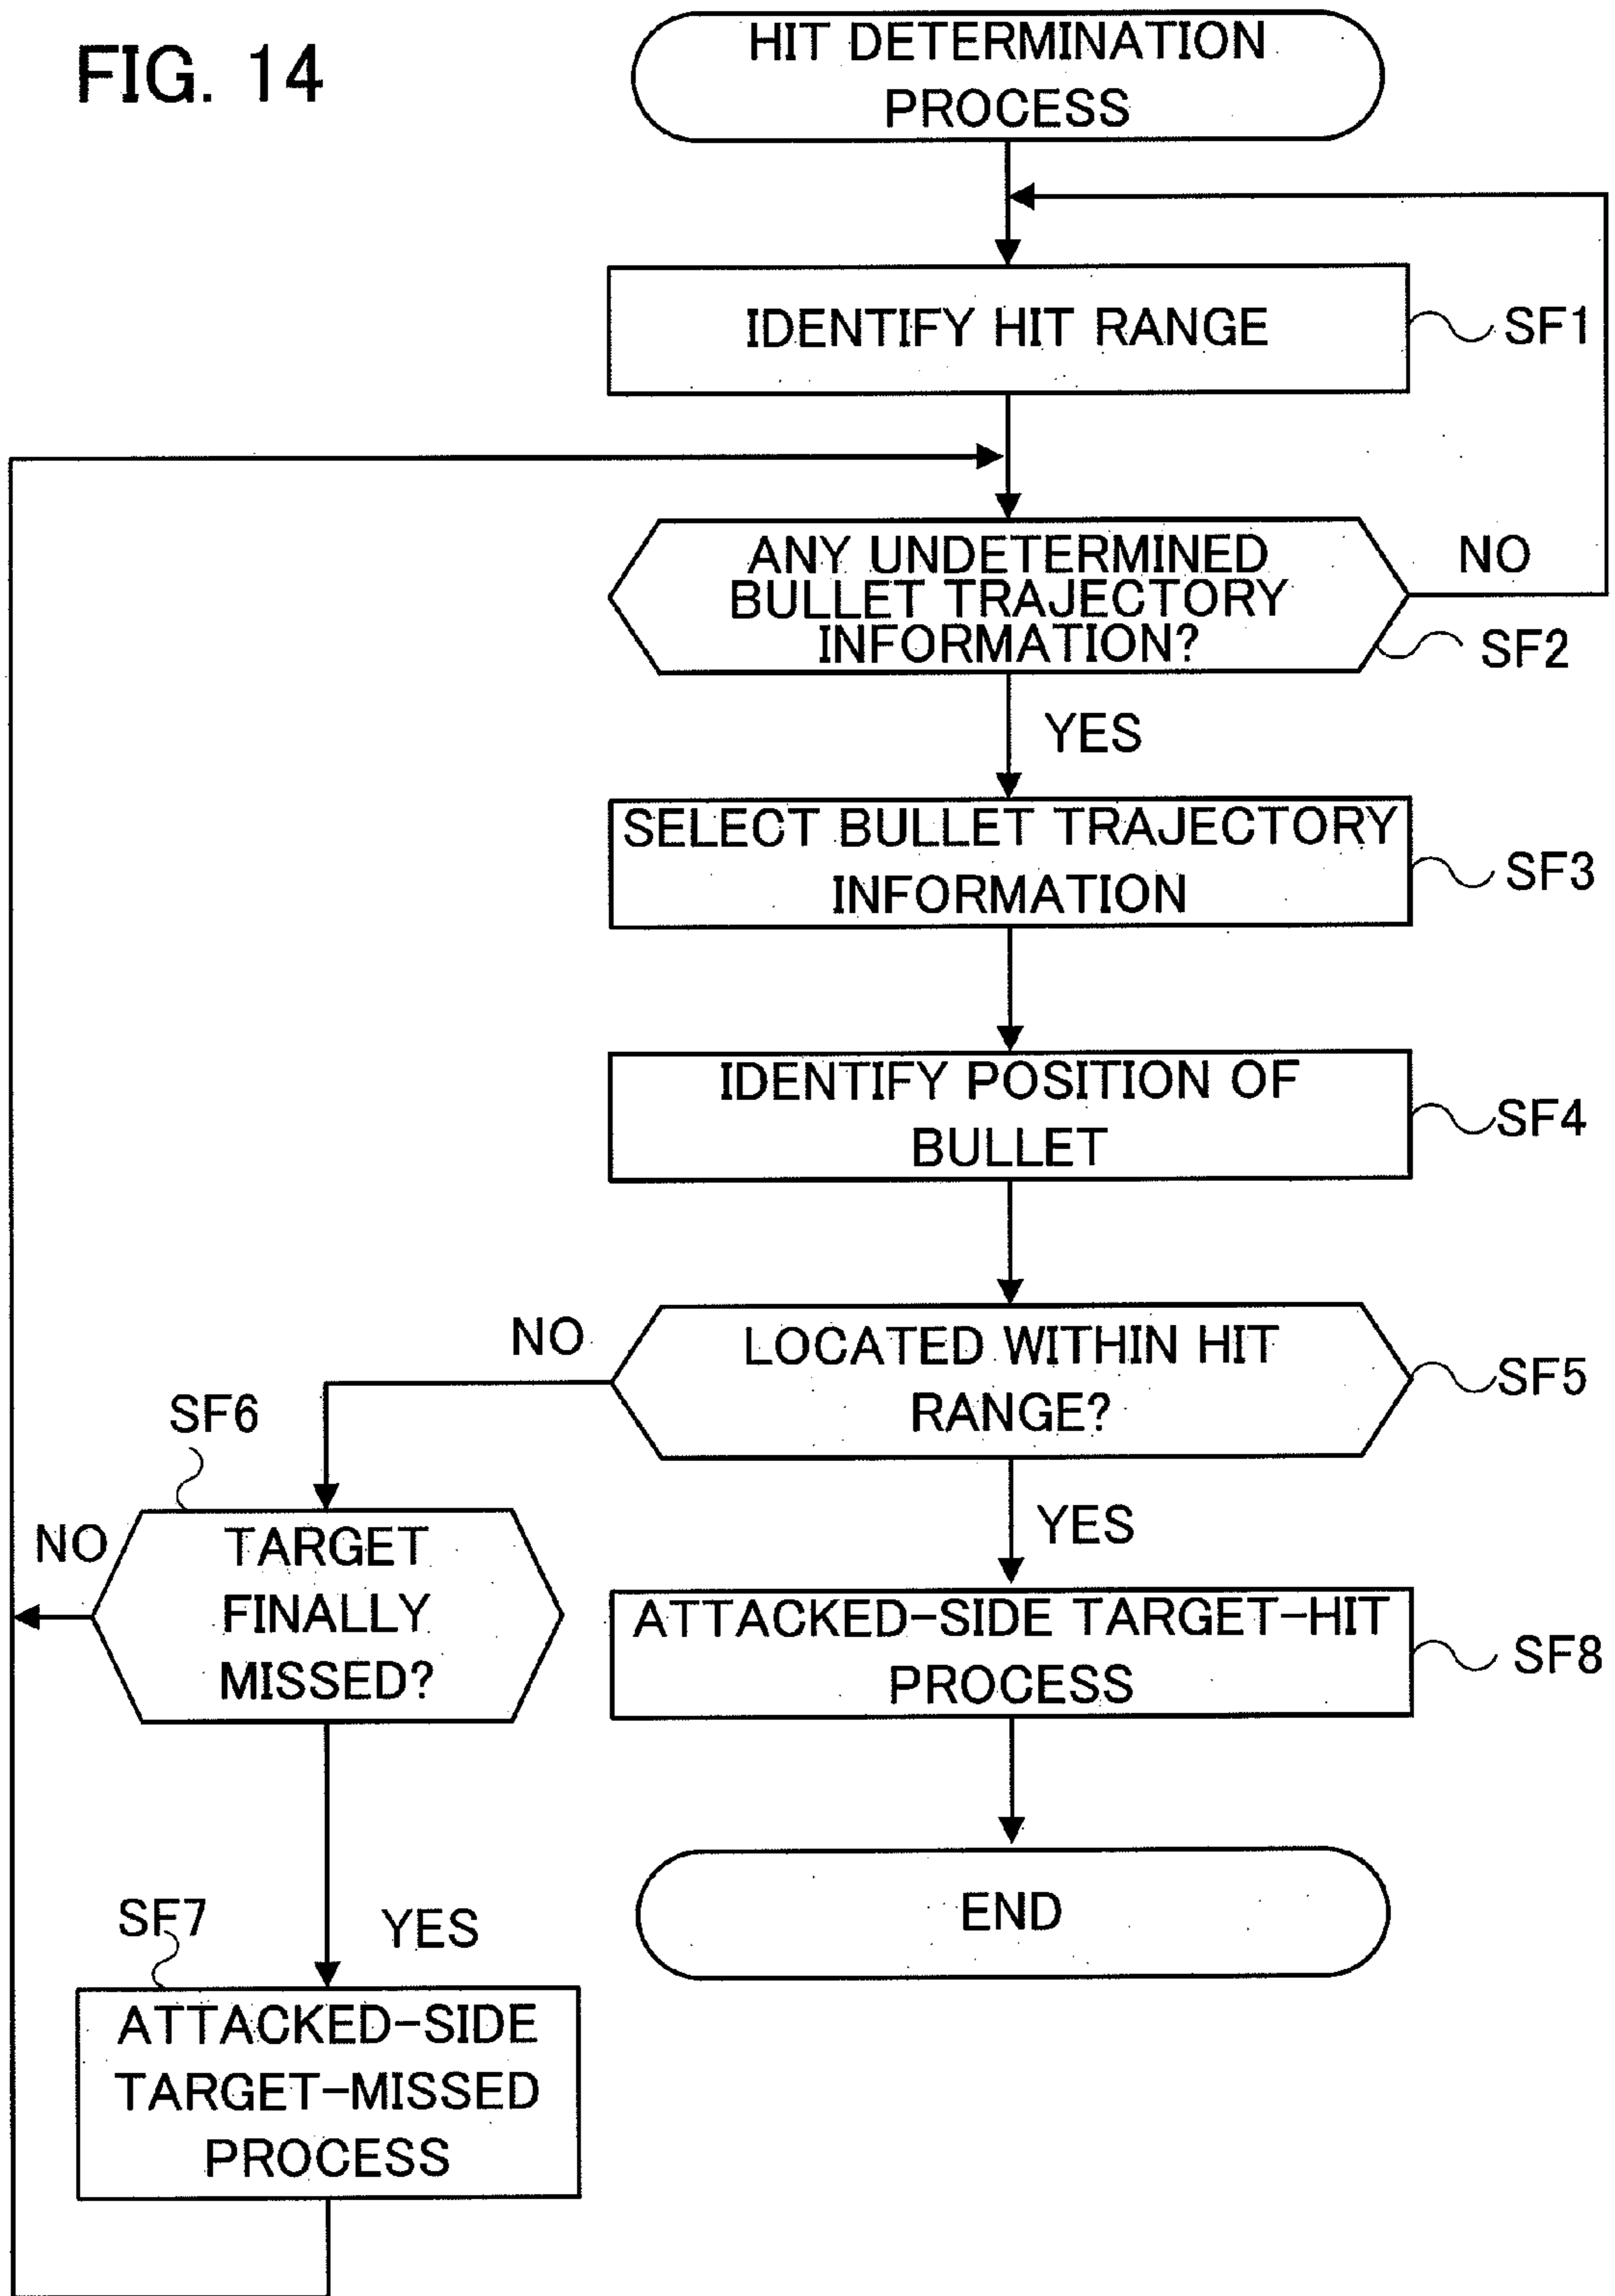 FIG. 14
HIT DETERMINATION
PROCESS
IDENTIFY HIT RANGE
SF1
ANY UNDETERMINED
BULLET TRAJECTORY
INFORMATION?
NO
SF2
YES
SELECT BULLET TRAJECTORY
INFORMATION
SF3
IDENTIFY POSITION OF
BULLET
SF4
NO
LOCATED WITHIN HIT
RANGE?
SF5
SF6
YES
NO
TARGET
FINALLY
MISSED?
ATTACKED-SIDE TARGET-HIT
PROCESS
SF8
END
SF7
YES
ATTACKED-SIDE
TARGET-MISSED
PROCESS